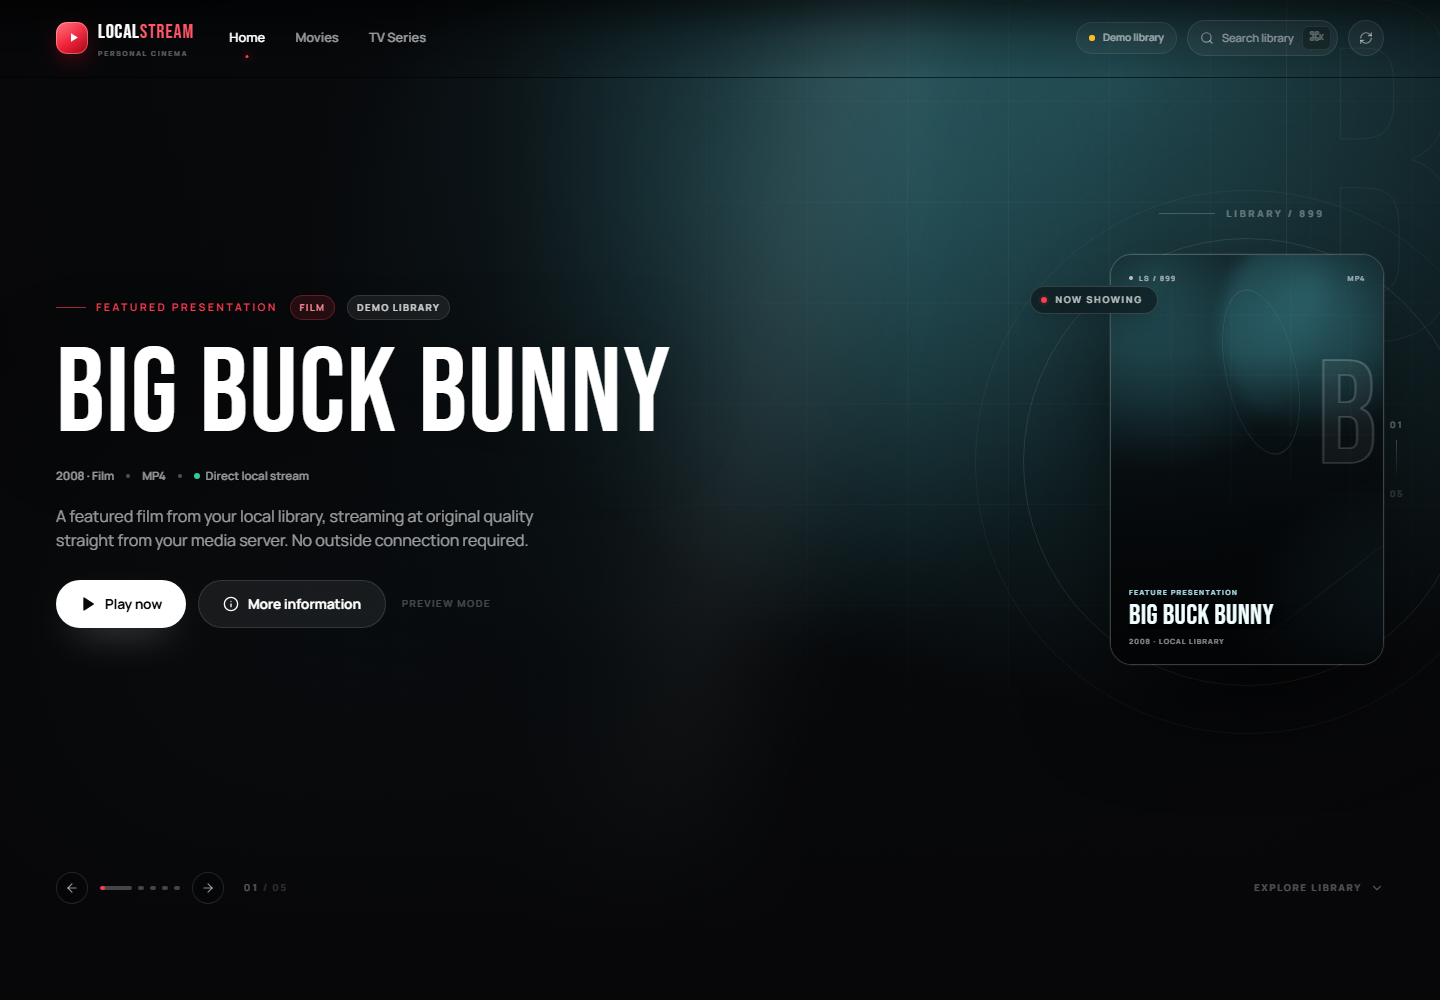 LOCALSTREAM
PERSONAL CINEMA
Home
Movies
TV Series
Demo library
Search library
LIBRARY / 899
LS / 899
MP4
NOW SHOWING
FEATURED PRESENTATION
FILM
DEMO LIBRARY
BIG BUCK BUNNY
B
01
05
2008 · Film • MP4 • Direct local stream
A featured film from your local library, streaming at original quality
straight from your media server. No outside connection required.
Play now
More information
PREVIEW MODE
FEATURE PRESENTATION
BIG BUCK BUNNY
2008 · LOCAL LIBRARY
01 / 05
EXPLORE LIBRARY